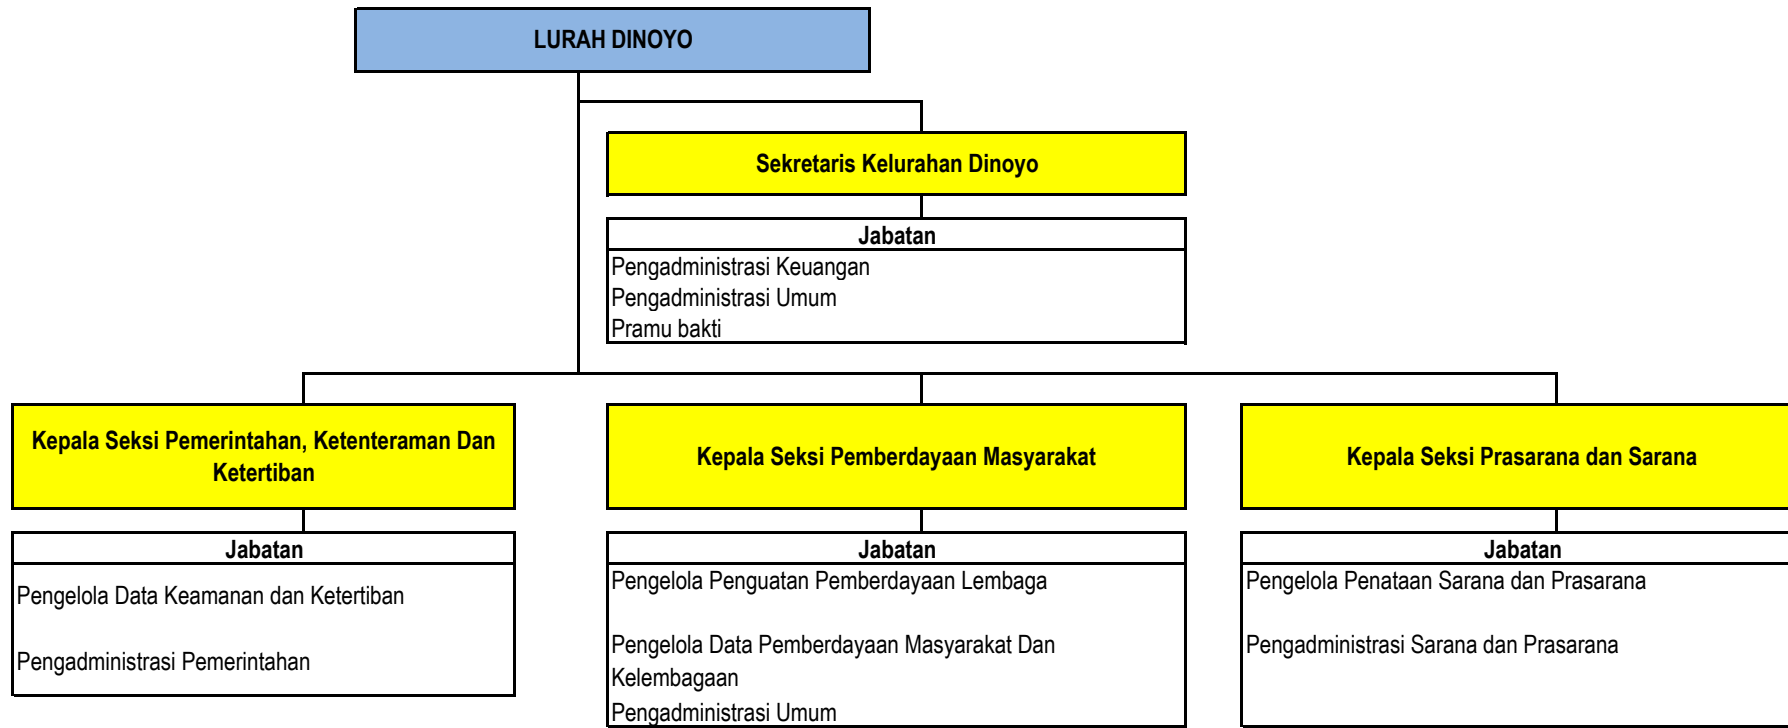 LURAH DINOYO
Sekretaris Kelurahan Dinoyo
Jabatan
Pengadministrasi Keuangan
Pengadministrasi Umum
Pramu bakti
Kepala Seksi Pemerintahan, Ketenteraman Dan
Ketertiban
Jabatan
Pengelola Data Keamanan dan Ketertiban
Pengadministrasi Pemerintahan
Kepala Seksi Pemberdayaan Masyarakat
Jabatan
Pengelola Penguatan Pemberdayaan Lembaga
Pengelola Data Pemberdayaan Masyarakat Dan
Kelembagaan
Pengadministrasi Umum
Kepala Seksi Prasarana dan Sarana
Jabatan
Pengelola Penataan Sarana dan Prasarana
Pengadministrasi Sarana dan Prasarana